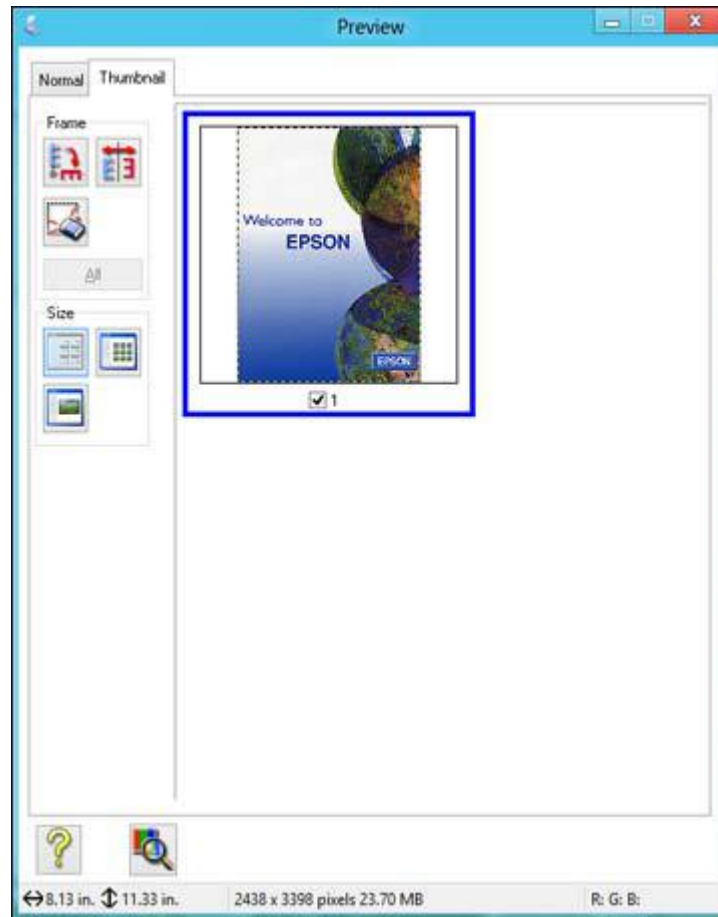 Preview
Normal
Thumbnail
Frame
All
Size
Welcome to
EPSON
EPSON
1
8.13 in. 11.33 in.
2438 x 3398 pixels 23.70 MB
R: G: B: